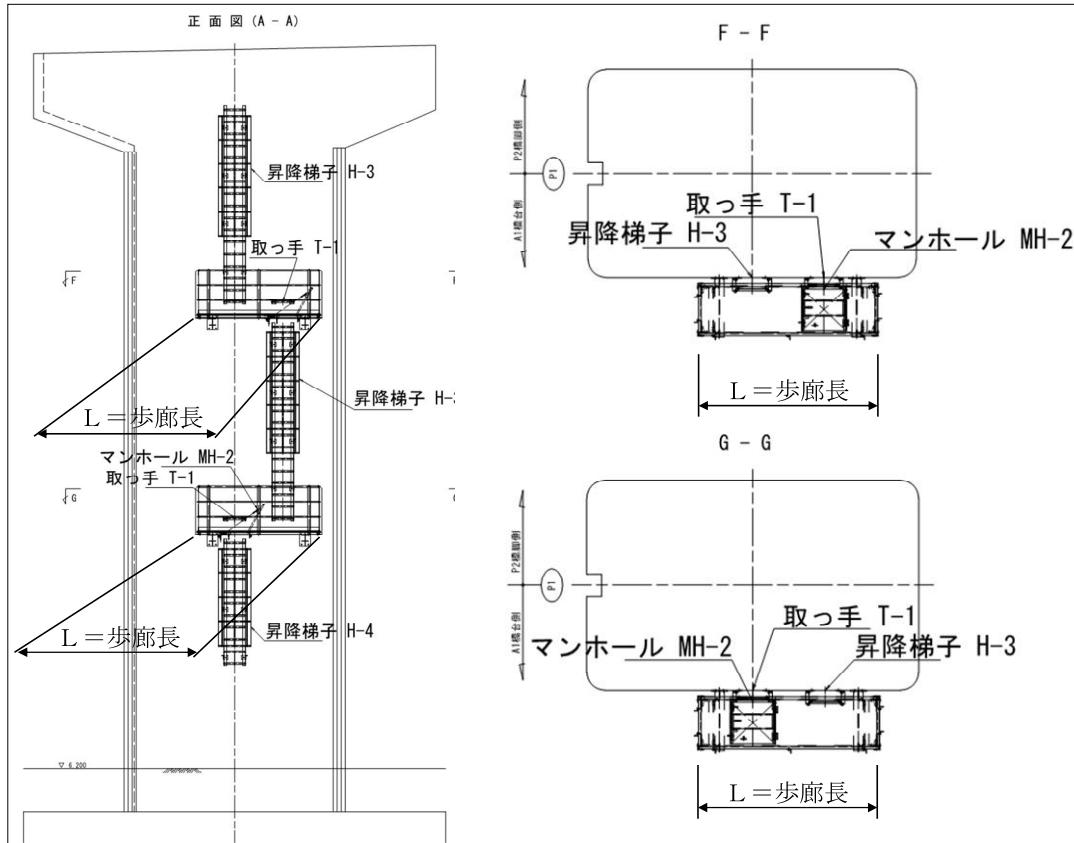 正 面 図 (A - A)
昇降梯子 H-3
取っ手 T-1
F
L＝歩廊長
昇降梯子 H-3
マンホール MH-2
取っ手 T-1
G
昇降梯子 H-4
L＝歩廊長
▽ 6.200
F - F
P2橋脚側
P1
A1橋台側
取っ手 T-1
昇降梯子 H-3
マンホール MH-2
L＝歩廊長
G - G
P2橋脚側
P1
A1橋台側
取っ手 T-1
マンホール MH-2
昇降梯子 H-3
L＝歩廊長